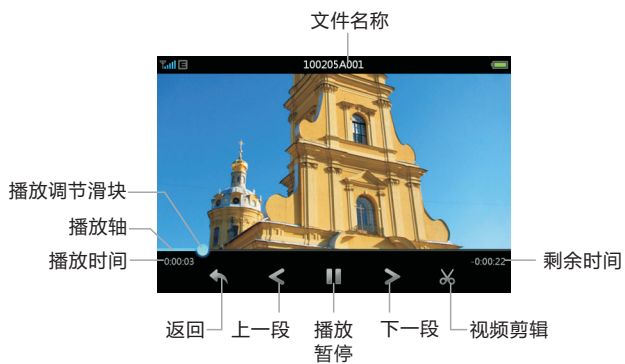 文件名称
100205A001
播放调节滑块
播放轴
播放时间
0:00:03
-0:00:22
剩余时间
返回
上一段
播放
暂停
下一段
视频剪辑